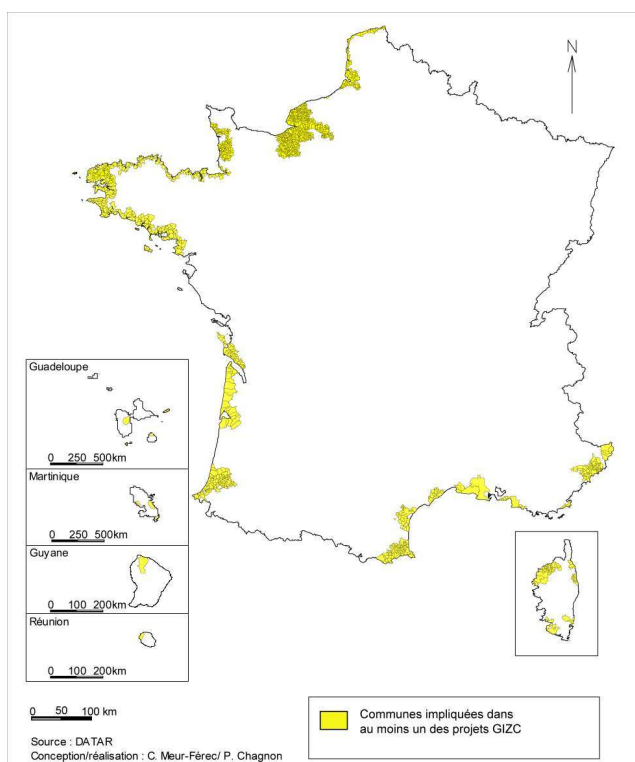 N
Guadeloupe
0 250 500km
Martinique
0 250 500km
Guyane
0 100 200km
Réunion
0 100 200km
0 50 100 km
Source : DATAR
Conception/réalisation : C. Meur-Férec/ P. Chagnon
Communes impliquées dans
au moins un des projets GIZC